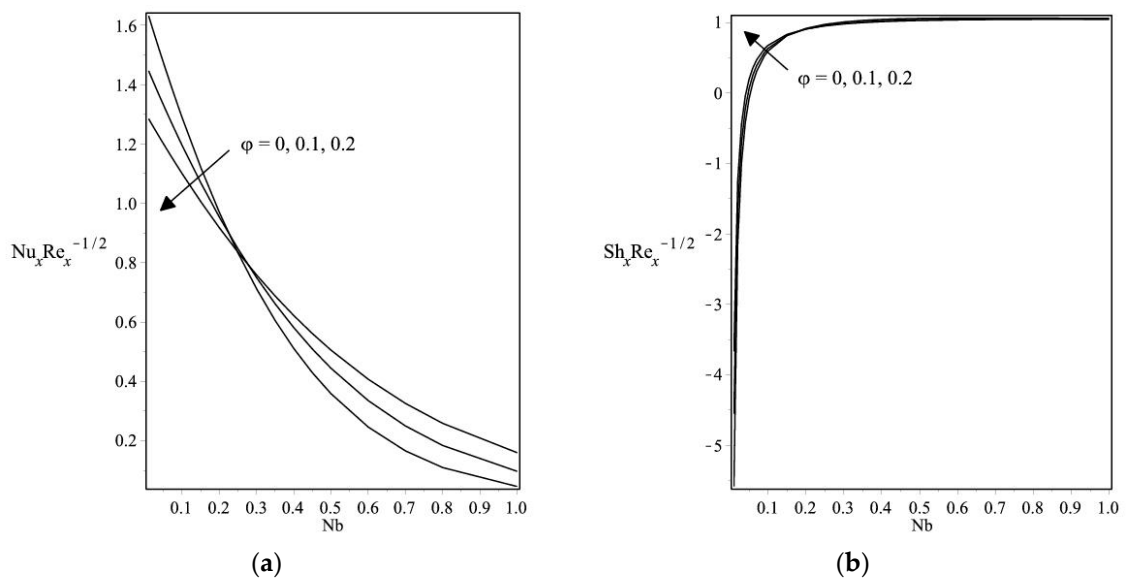 1.6
1.4
1.2
1.0
0.8
0.6
0.4
0.2
Nu_x Re_x^{-1/2}
φ = 0, 0.1, 0.2
0.1 0.2 0.3 0.4 0.5 0.6 0.7 0.8 0.9 1.0
Nb
(a)
1
0
-1
-2
-3
-4
-5
Sh_x Re_x^{-1/2}
φ = 0, 0.1, 0.2
0.1 0.2 0.3 0.4 0.5 0.6 0.7 0.8 0.9 1.0
Nb
(b)